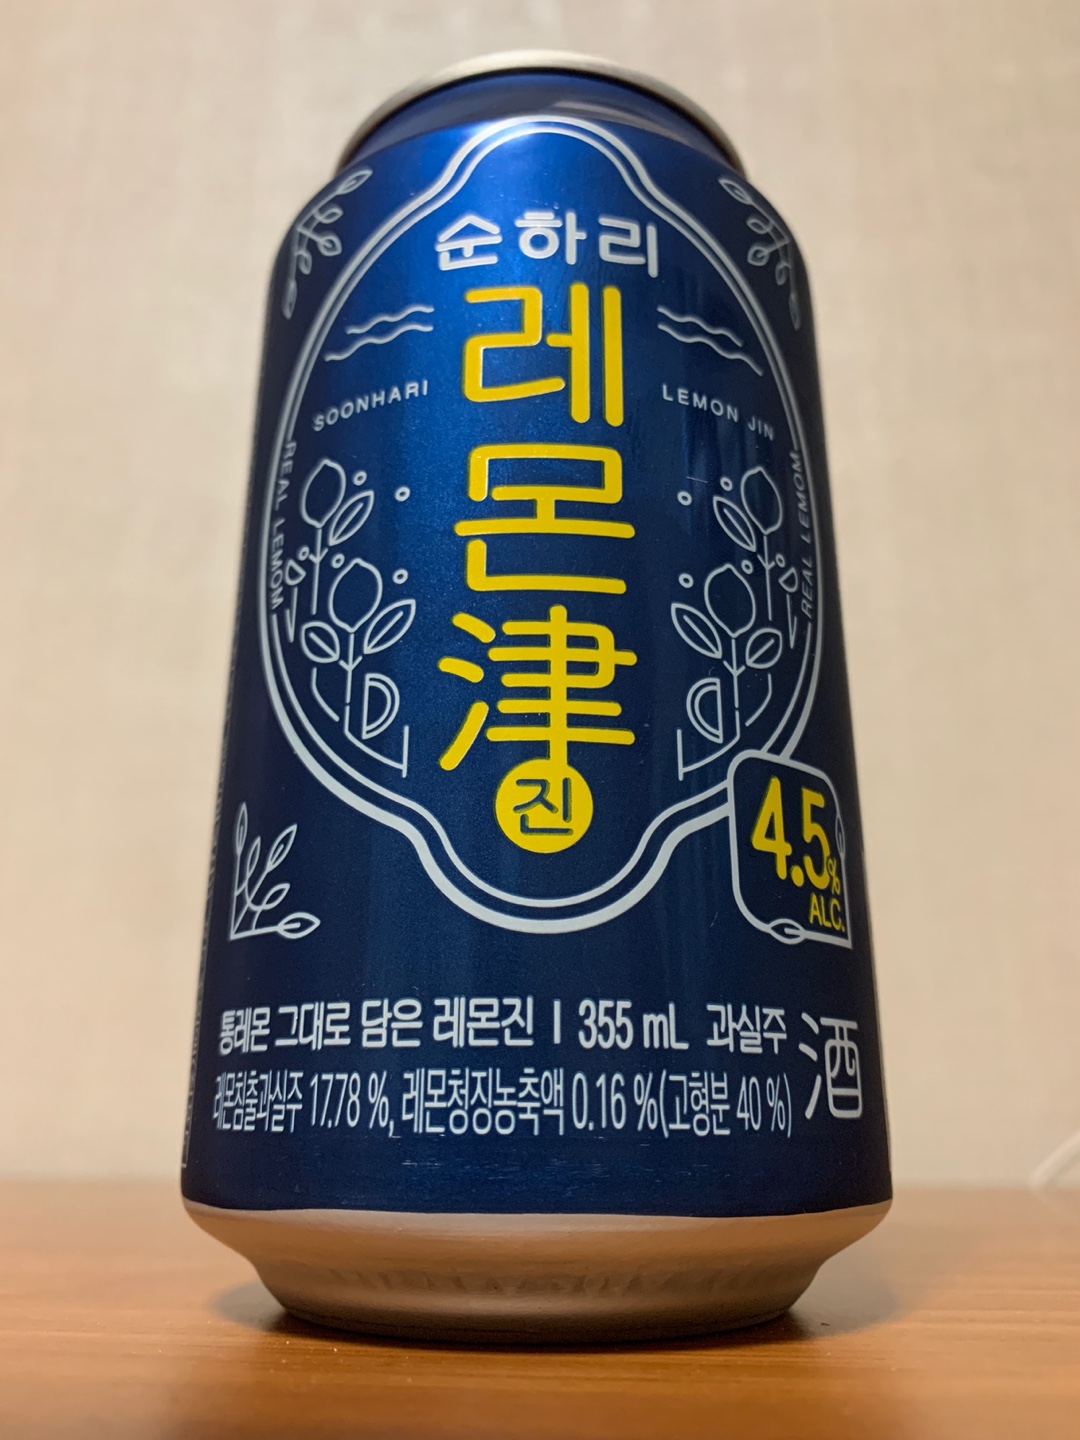 순하리
레몬津
진
SOONHARI
LEMON JIN
REAL LEMOM
REAL LEMOM
4.5%
ALC.
통레몬 그대로 담은 레몬진 | 355 mL 과실주
레몬침출과실주 17.78 %, 레몬청징농축액 0.16 %(고형분 40 %)
酒